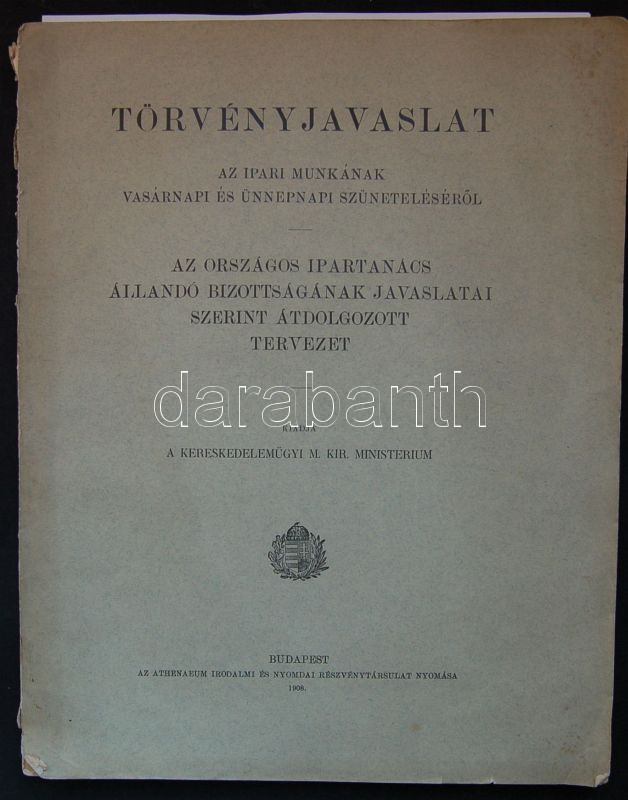 TÖRVÉNYJAVASLAT
AZ IPARI MUNKÁNAK
VASÁRNAPI ÉS ÜNNEPNAPI SZÜNETELÉSÉRŐL
AZ ORSZÁGOS IPARTANÁCS
ÁLLANDÓ BIZOTTSÁGÁNAK JAVASLATAI
SZERINT ÁTDOLGOZOTT
TERVEZET
darabanth
KIADJA
A KERESKEDELEMÜGYI M. KIR. MINISTERIUM
BUDAPEST
AZ ATHENAEUM IRODALMI ÉS NYOMDAI RÉSZVÉNYTÁRSULAT NYOMÁSA
1908.